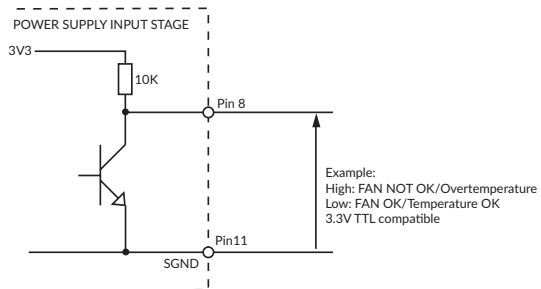 POWER SUPPLY INPUT STAGE
3V3
10K
Pin 8
Example:
High: FAN NOT OK/Overtemperature
Low: FAN OK/Temperature OK
3.3V TTL compatible
Pin11
SGND